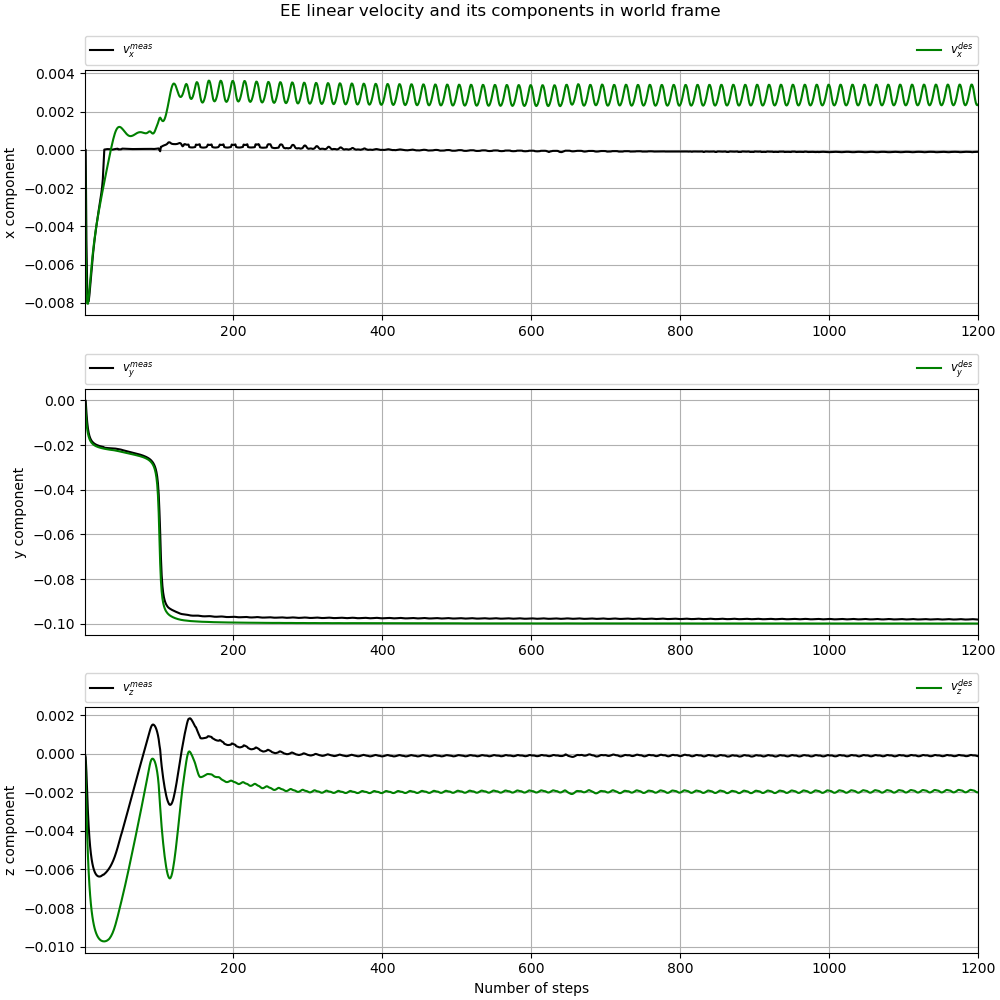 EE linear velocity and its components in world frame
v_x^meas v_x^des
0.004
0.002
0.000
−0.002
−0.004
−0.006
−0.008
x component
200 400 600 800 1000 1200
v_y^meas v_y^des
0.00
−0.02
−0.04
−0.06
−0.08
−0.10
y component
200 400 600 800 1000 1200
v_z^meas v_z^des
0.002
0.000
−0.002
−0.004
−0.006
−0.008
−0.010
z component
200 400 600 800 1000 1200
Number of steps